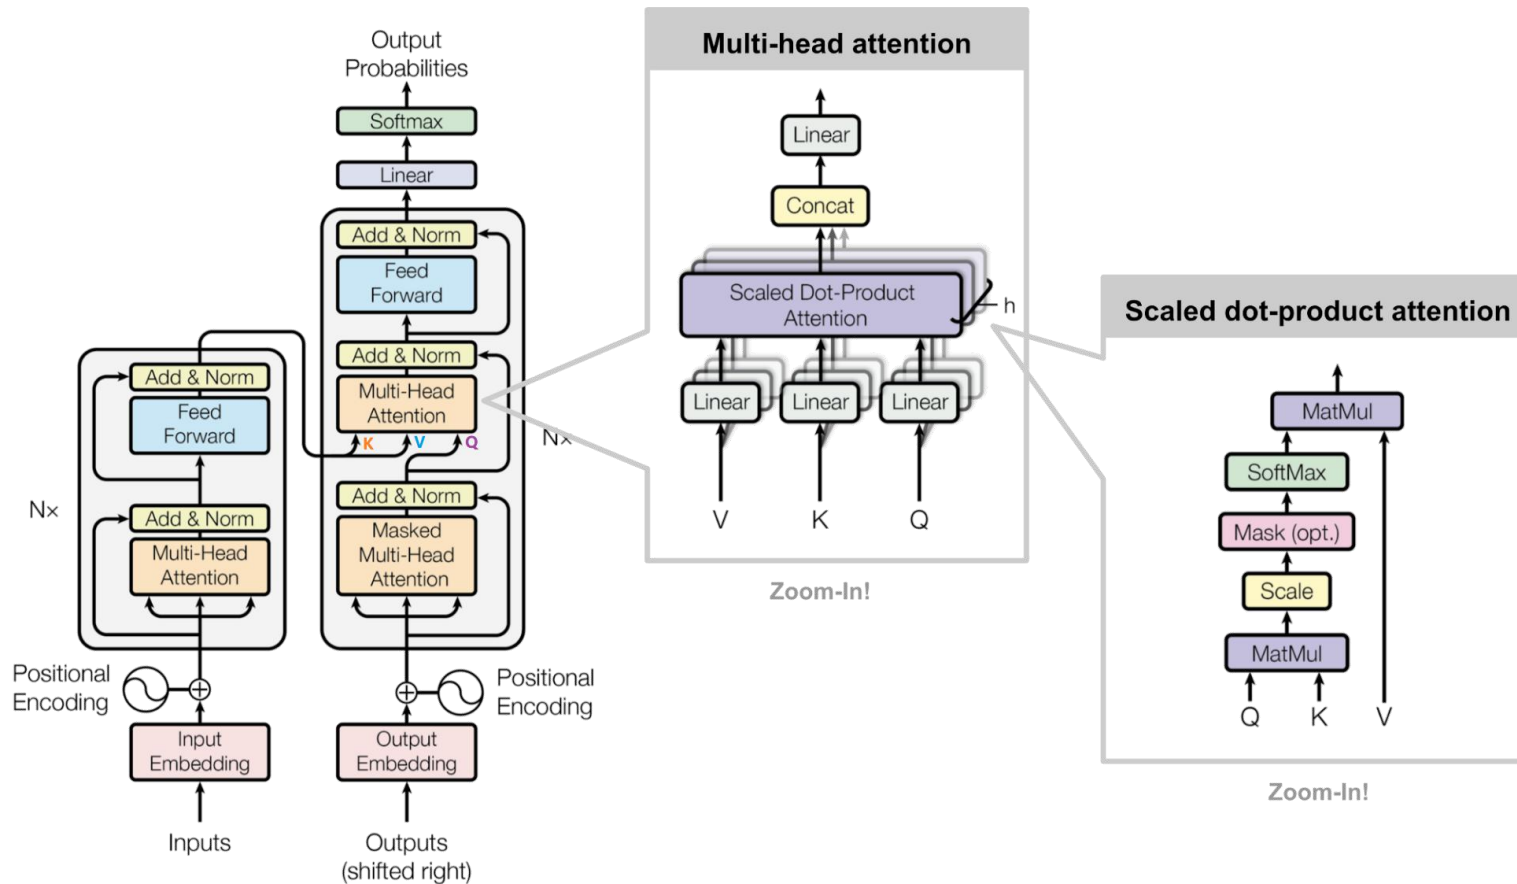 Output
Probabilities
Softmax
Linear
Add & Norm
Feed
Forward
Add & Norm
Multi-Head
Attention
K V Q
Nx
Add & Norm
Masked
Multi-Head
Attention
Positional
Encoding
Output
Embedding
Outputs
(shifted right)
Add & Norm
Feed
Forward
Nx
Add & Norm
Multi-Head
Attention
Positional
Encoding
Input
Embedding
Inputs
Multi-head attention
Linear
Concat
Scaled Dot-Product
Attention
h
Linear Linear Linear
V K Q
Zoom-In!
Scaled dot-product attention
MatMul
SoftMax
Mask (opt.)
Scale
MatMul
Q K V
Zoom-In!